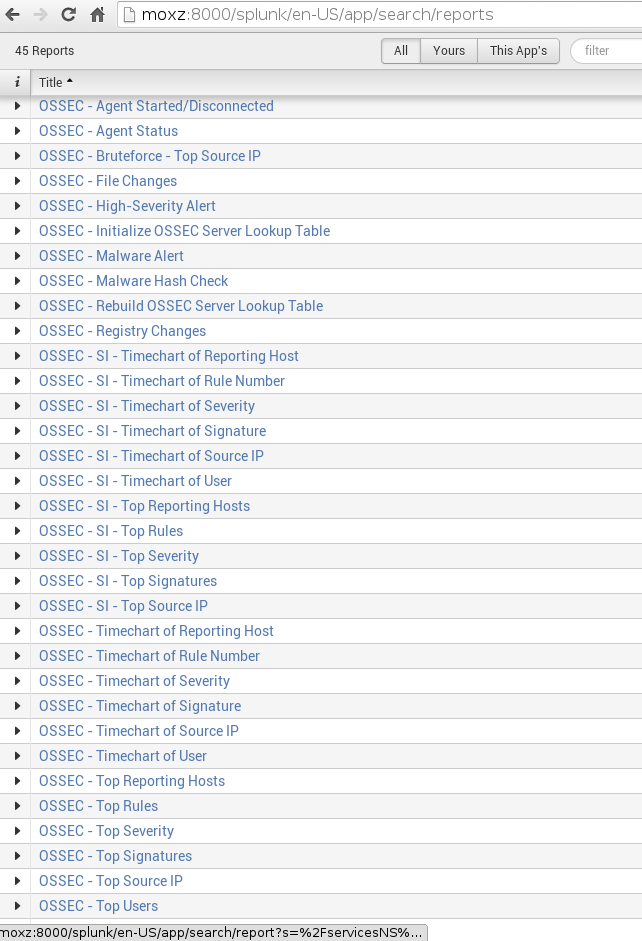 moxz:8000/splunk/en-US/app/search/reports
45 Reports
All
Yours
This App's
filter
i
Title
OSSEC - Agent Started/Disconnected
OSSEC - Agent Status
OSSEC - Bruteforce - Top Source IP
OSSEC - File Changes
OSSEC - High-Severity Alert
OSSEC - Initialize OSSEC Server Lookup Table
OSSEC - Malware Alert
OSSEC - Malware Hash Check
OSSEC - Rebuild OSSEC Server Lookup Table
OSSEC - Registry Changes
OSSEC - SI - Timechart of Reporting Host
OSSEC - SI - Timechart of Rule Number
OSSEC - SI - Timechart of Severity
OSSEC - SI - Timechart of Signature
OSSEC - SI - Timechart of Source IP
OSSEC - SI - Timechart of User
OSSEC - SI - Top Reporting Hosts
OSSEC - SI - Top Rules
OSSEC - SI - Top Severity
OSSEC - SI - Top Signatures
OSSEC - SI - Top Source IP
OSSEC - Timechart of Reporting Host
OSSEC - Timechart of Rule Number
OSSEC - Timechart of Severity
OSSEC - Timechart of Signature
OSSEC - Timechart of Source IP
OSSEC - Timechart of User
OSSEC - Top Reporting Hosts
OSSEC - Top Rules
OSSEC - Top Severity
OSSEC - Top Signatures
OSSEC - Top Source IP
OSSEC - Top Users
moxz:8000/splunk/en-US/app/search/report?s=%2FservicesNS%...